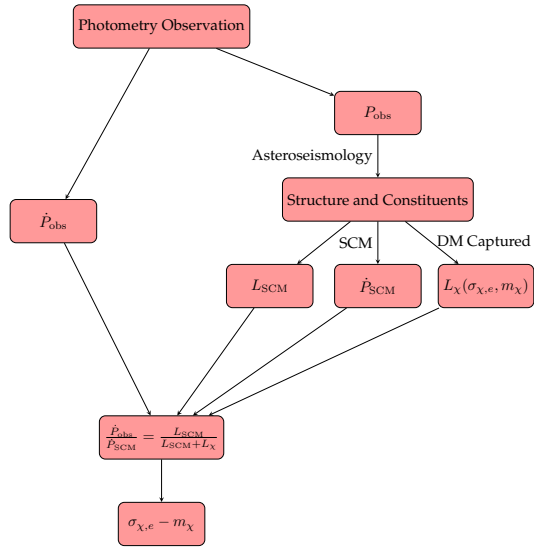 Photometry Observation
P_obs
Asteroseismology
Structure and Constituents
Ṗ_obs
SCM
DM Captured
L_SCM
Ṗ_SCM
L_χ(σ_χ,e, m_χ)
Ṗ_obs/Ṗ_SCM = L_SCM/(L_SCM+L_χ)
σ_χ,e − m_χ